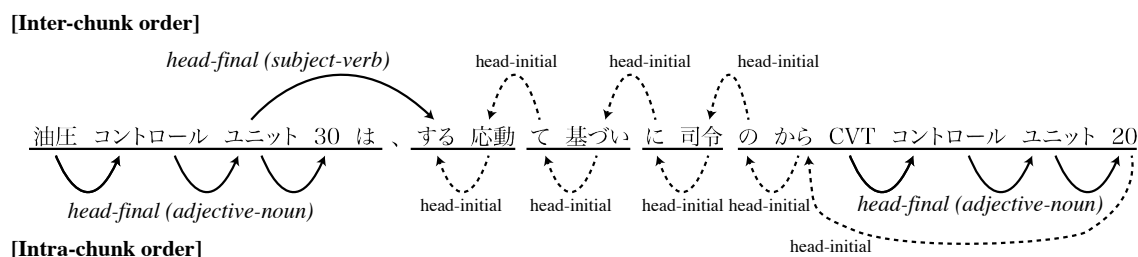 [Inter-chunk order]
head-final (subject-verb)
head-initial head-initial head-initial
油圧 コントロール ユニット 30 は 、 する 応動 て 基づい に 司令 の から CVT コントロール ユニット 20
head-final (adjective-noun) head-initial head-initial head-initial head-initial head-final (adjective-noun)
head-initial
[Intra-chunk order]